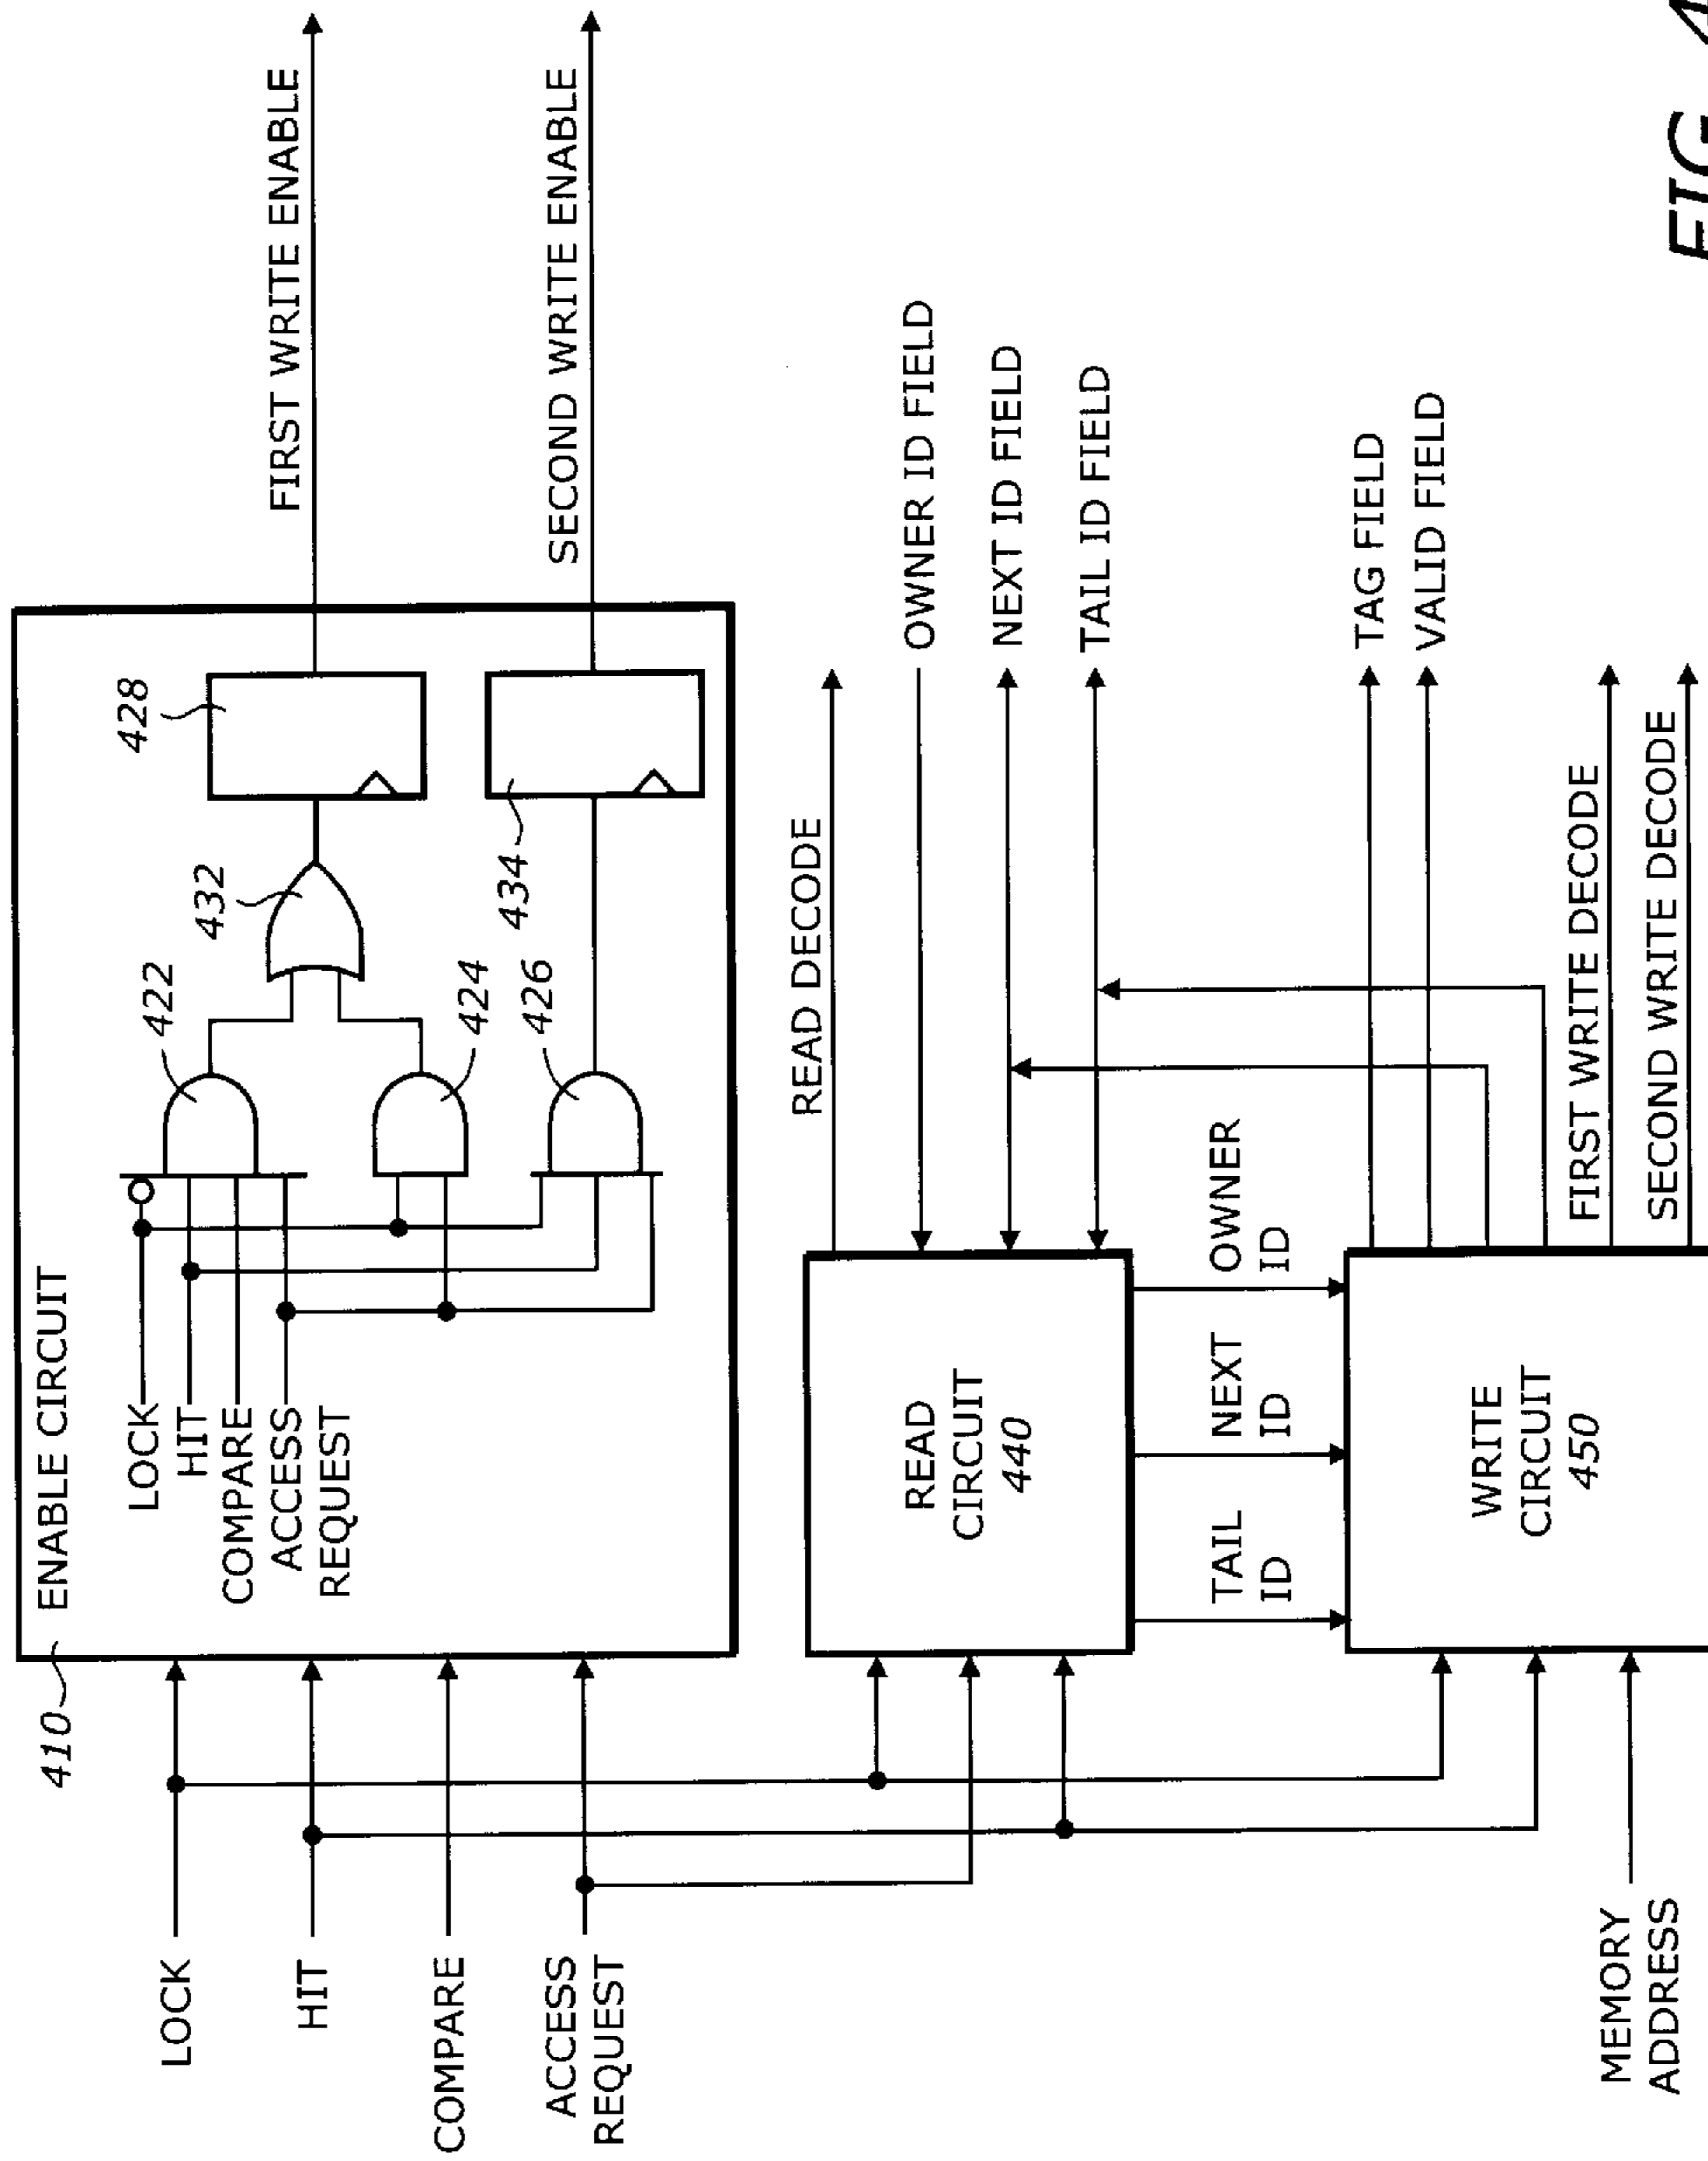 410
ENABLE CIRCUIT
LOCK
HIT
COMPARE
ACCESS
REQUEST
422
424
426
432
428
434
FIRST WRITE ENABLE
SECOND WRITE ENABLE
LOCK
HIT
COMPARE
ACCESS
REQUEST
READ
CIRCUIT
440
READ DECODE
OWNER ID FIELD
NEXT ID FIELD
TAIL ID FIELD
TAIL
ID
NEXT
ID
OWNER
ID
WRITE
CIRCUIT
450
TAG FIELD
VALID FIELD
FIRST WRITE DECODE
SECOND WRITE DECODE
MEMORY
ADDRESS
FIG. 4